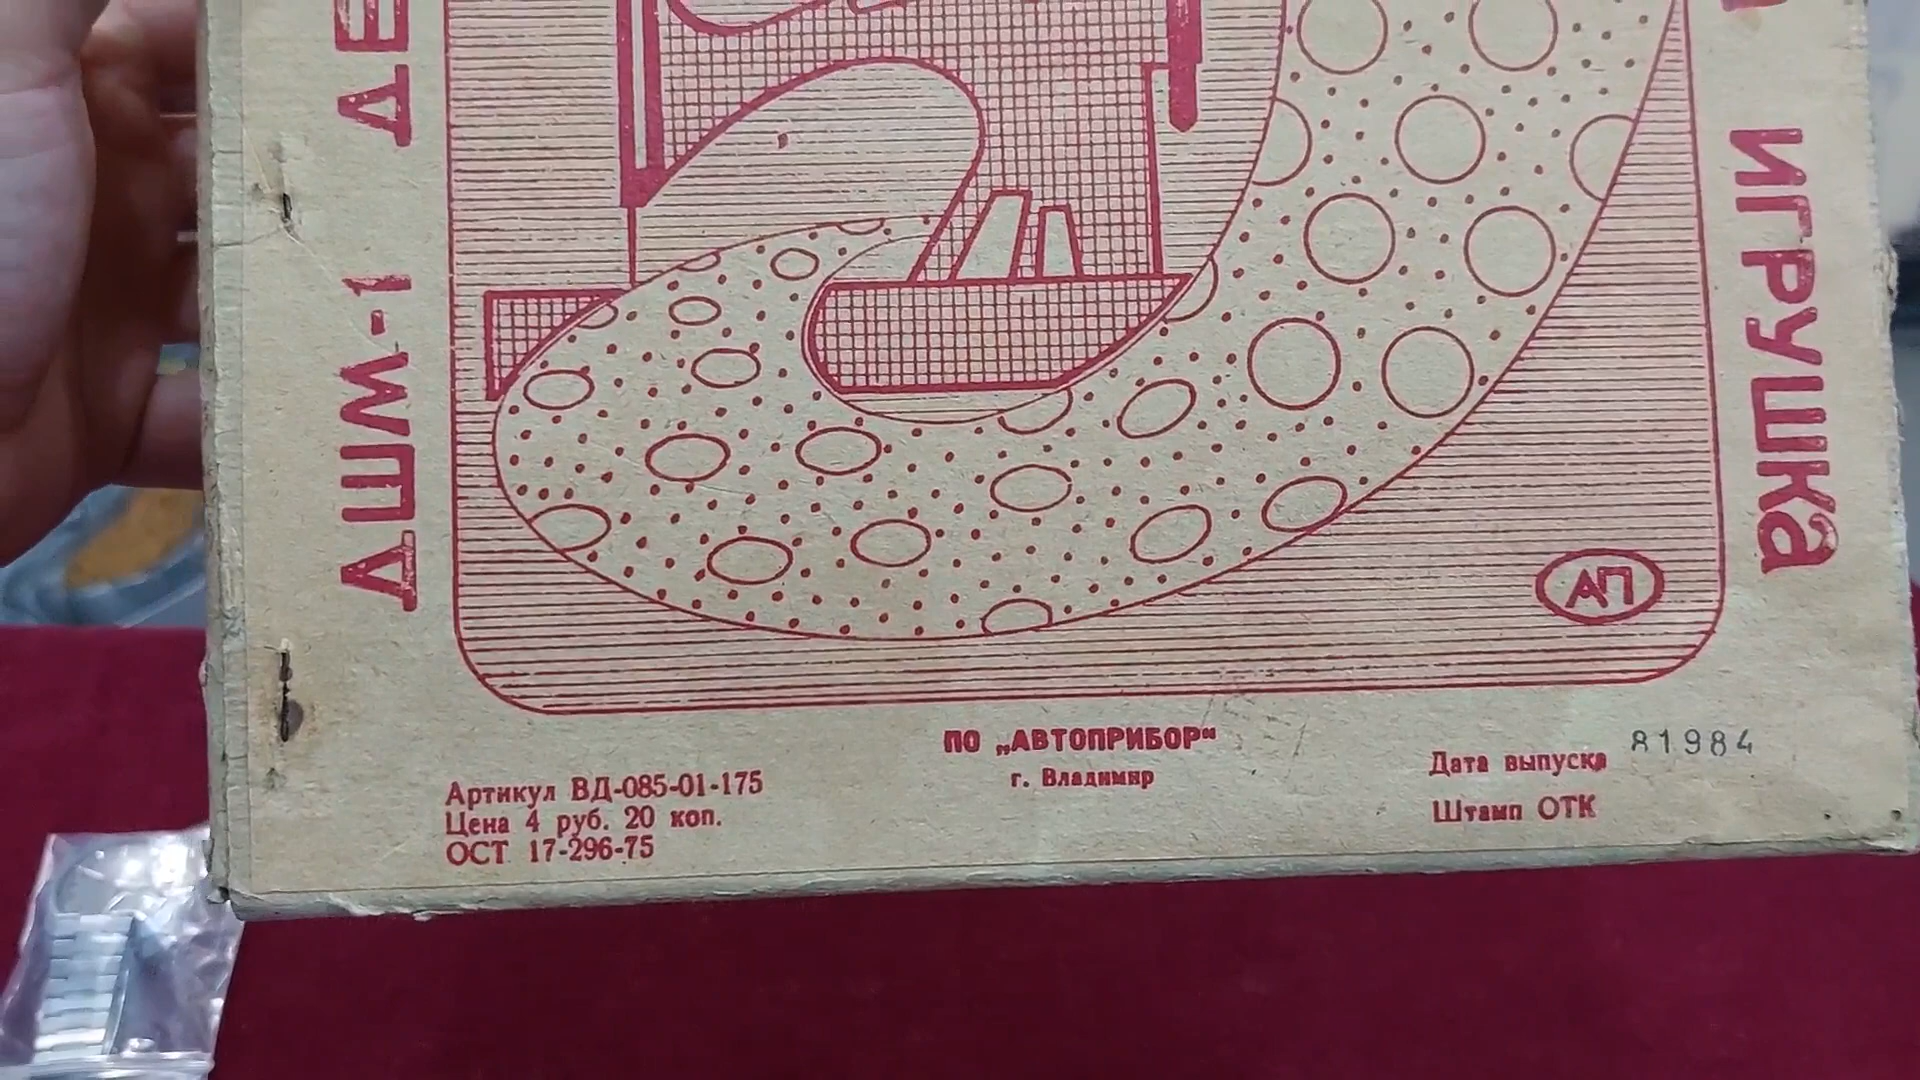 ДШМ-1 ДЕ
ИГРУШКа
АП
ПО „АВТОПРИБОР“
г. Владимир
Артикул ВД-085-01-175
Цена 4 руб. 20 коп.
ОСТ 17-296-75
Дата выпуска 81984
Штамп ОТК